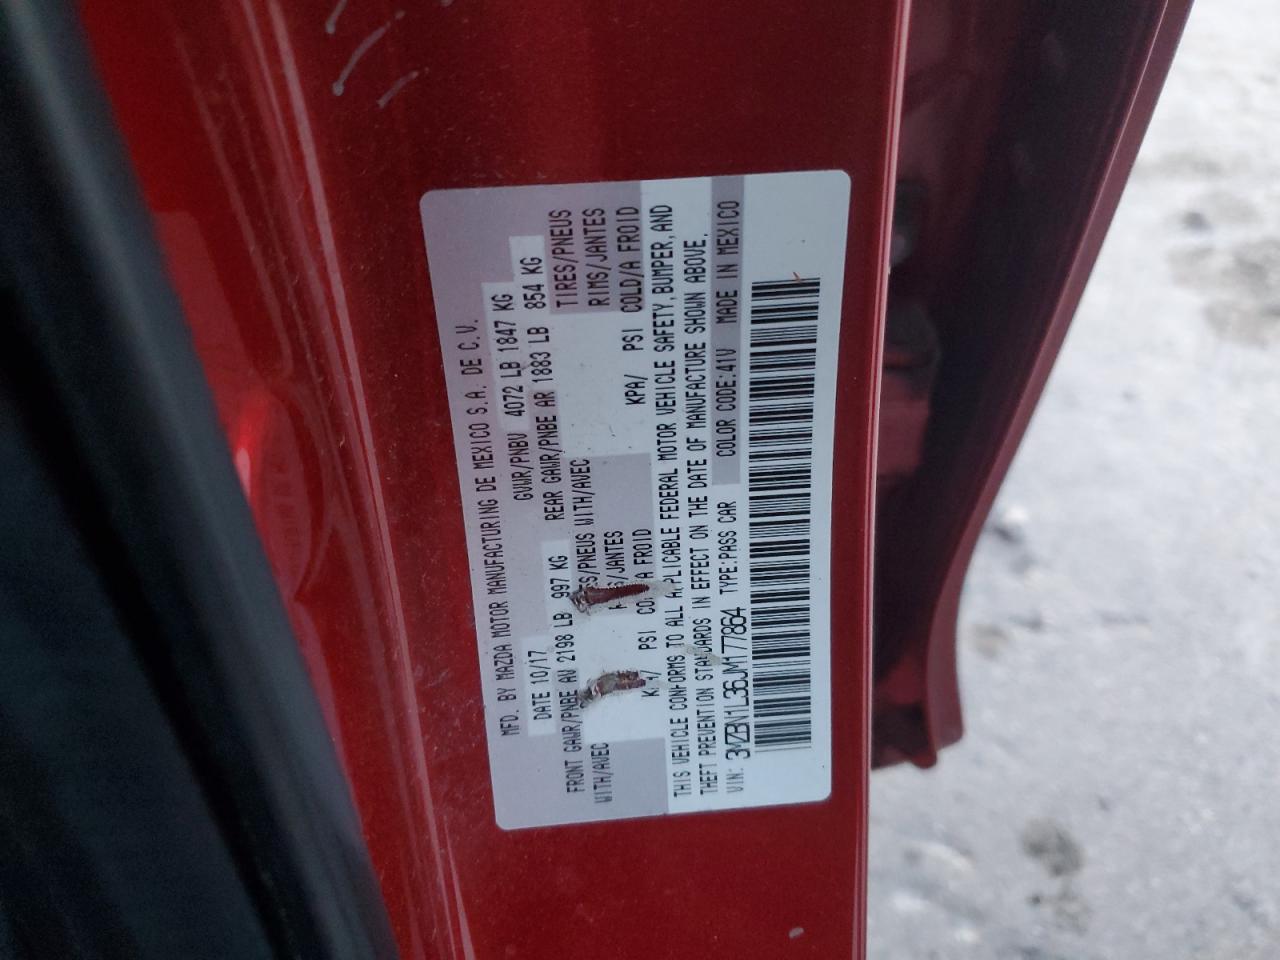 MFD. BY MAZDA MOTOR MANUFACTURING DE MEXICO S.A. DE C.V.
DATE 10/17 GVWR/PNBV 4072 LB 1847 KG
FRONT GAWR/PNBE AV 2198 LB 997 KG REAR GAWR/PNBE AR 1883 LB 854 KG
WITH/AVEC /PNEUS WITH/AVEC TIRES/PNEUS
/JANTES RIMS/JANTES
PSI FROID KPA/ PSI COLD/A FROID
THIS VEHICLE CONFORMS TO ALL APPLICABLE FEDERAL MOTOR VEHICLE SAFETY, BUMPER, AND
THEFT PREVENTION STANDARDS IN EFFECT ON THE DATE OF MANUFACTURE SHOWN ABOVE.
VIN: 3MZBN1L36JM177864 TYPE:PASS CAR COLOR CODE:41V MADE IN MEXICO